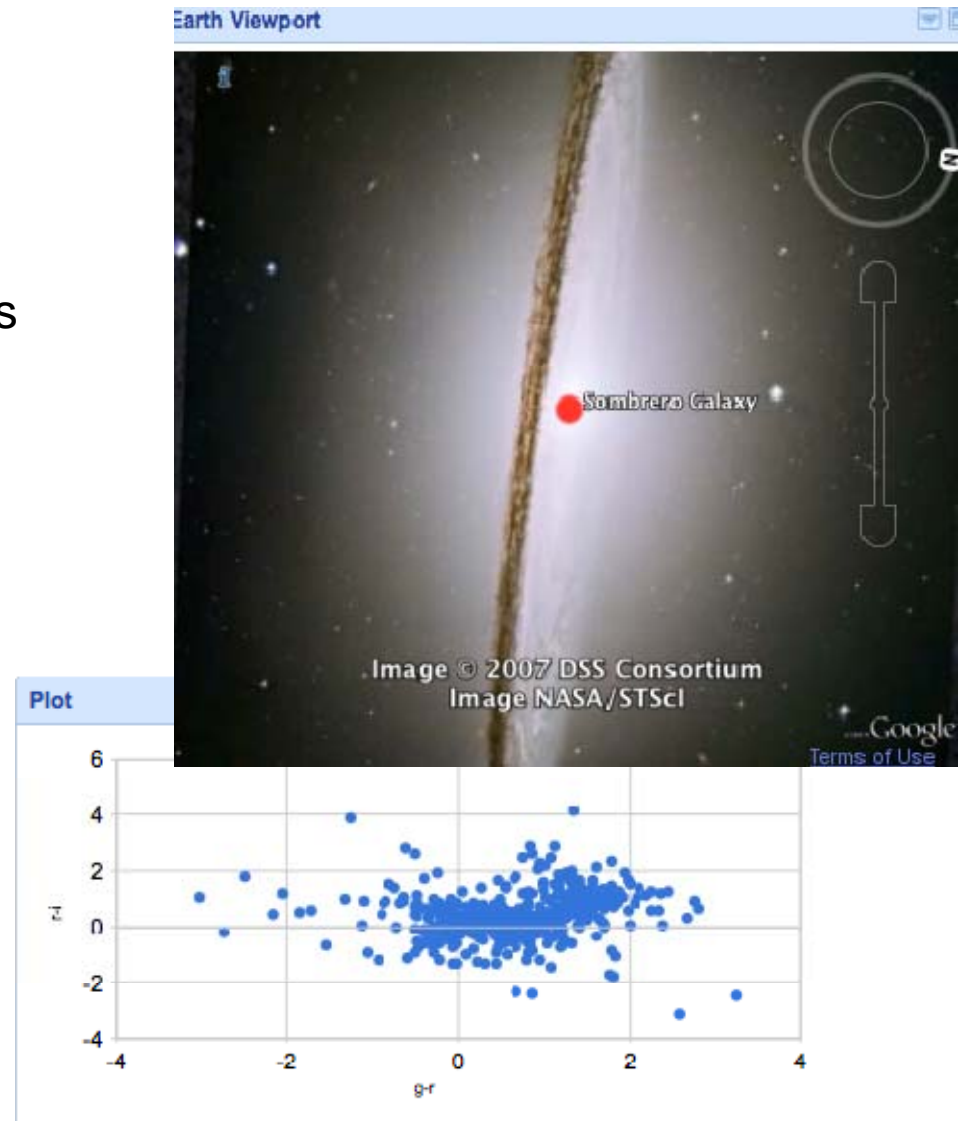 Earth Viewport
N
s
Sombrero Galaxy
Image © 2007 DSS Consortium
Image NASA/STScI
Google
Terms of Use
Plot
6
4
2
0
-2
-4
r-i
-4 -2 0 2 4
g-r